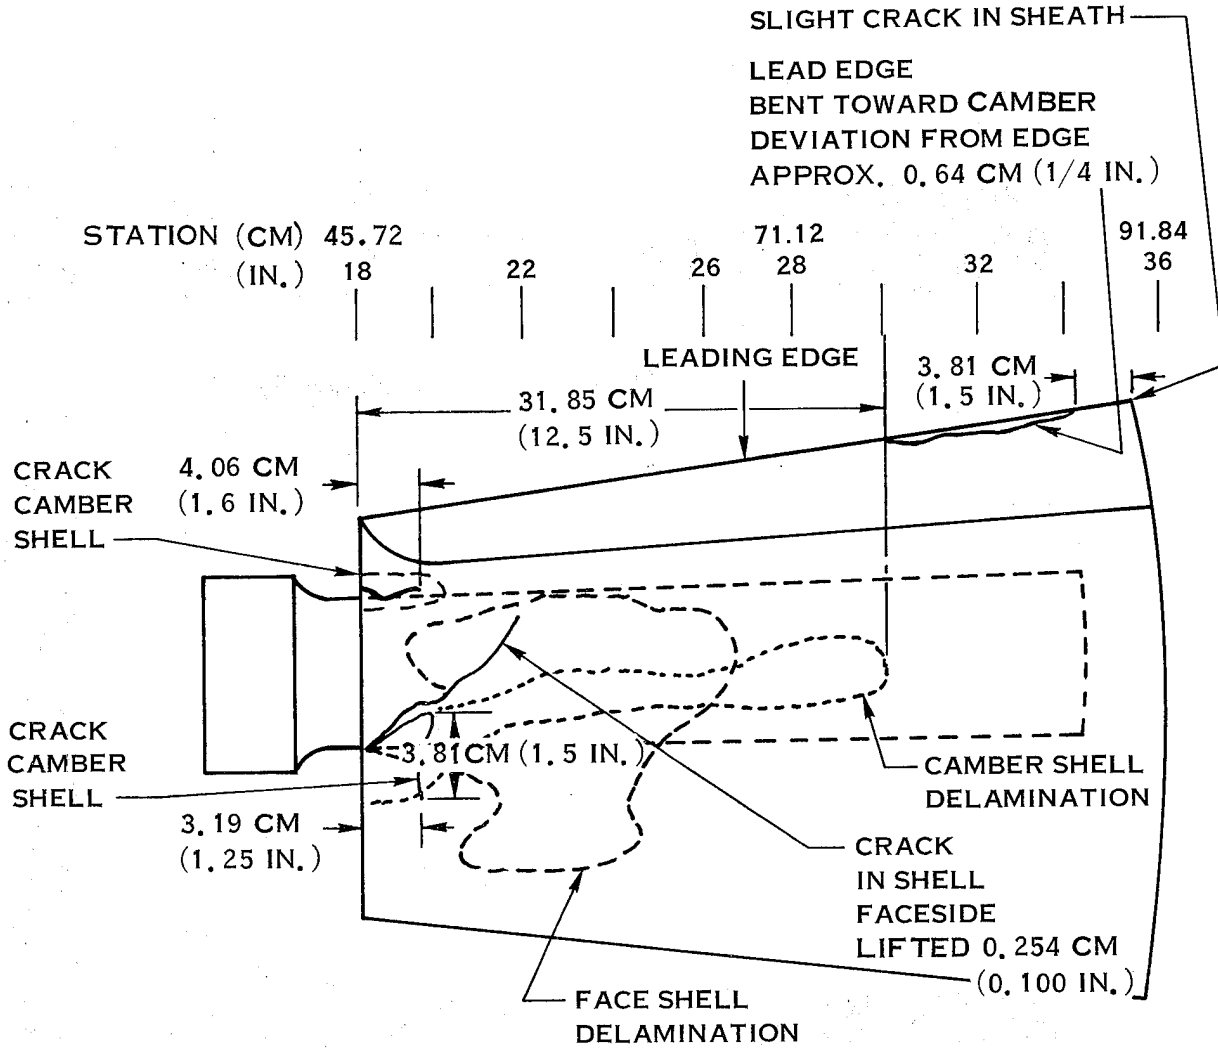 SLIGHT CRACK IN SHEATH
LEAD EDGE
BENT TOWARD CAMBER
DEVIATION FROM EDGE
APPROX. 0.64 CM (1/4 IN.)
STATION (CM) 45.72 71.12 91.84
(IN.) 18 22 26 28 32 36
LEADING EDGE
3.81 CM
(1.5 IN.)
31.85 CM
(12.5 IN.)
CRACK
CAMBER
SHELL
4.06 CM
(1.6 IN.)
CRACK
CAMBER
SHELL
3.81 CM (1.5 IN.)
3.19 CM
(1.25 IN.)
CAMBER SHELL
DELAMINATION
CRACK
IN SHELL
FACESIDE
LIFTED 0.254 CM
(0.100 IN.)
FACE SHELL
DELAMINATION